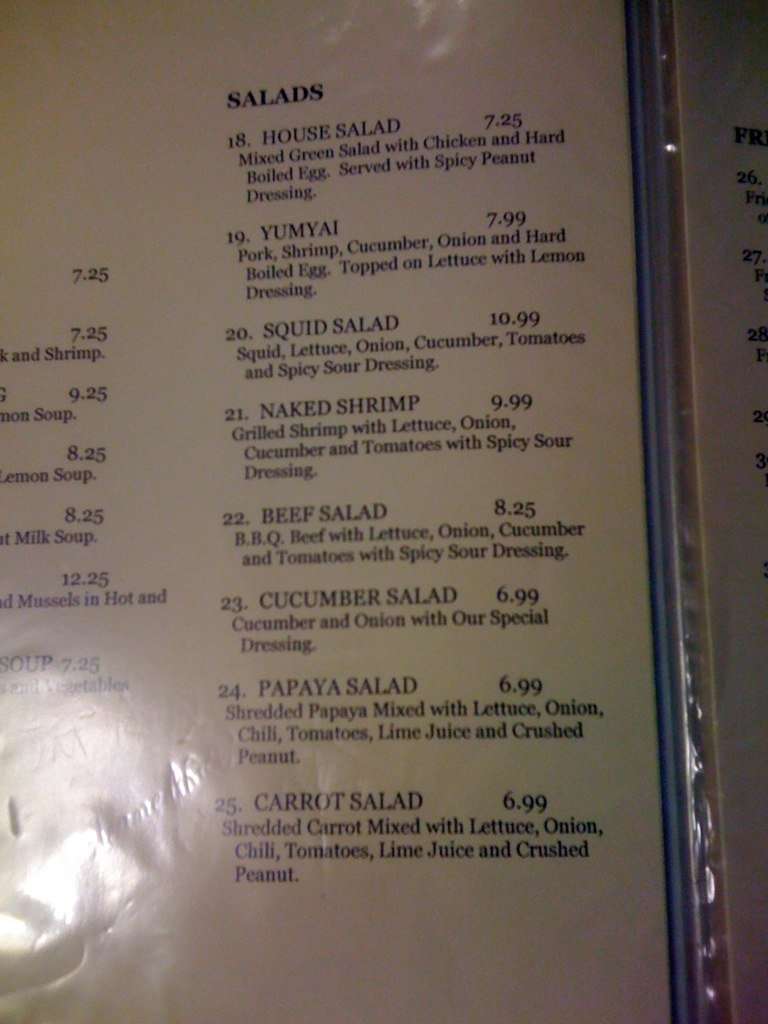 7.25
7.25
k and Shrimp.
9.25
mon Soup.
8.25
Lemon Soup.
8.25
ut Milk Soup.
12.25
nd Mussels in Hot and
SOUP 7.25
s and Vegetables
SALADS
18. HOUSE SALAD 7.25
Mixed Green Salad with Chicken and Hard
Boiled Egg. Served with Spicy Peanut
Dressing.
19. YUMYAI 7.99
Pork, Shrimp, Cucumber, Onion and Hard
Boiled Egg. Topped on Lettuce with Lemon
Dressing.
20. SQUID SALAD 10.99
Squid, Lettuce, Onion, Cucumber, Tomatoes
and Spicy Sour Dressing.
21. NAKED SHRIMP 9.99
Grilled Shrimp with Lettuce, Onion,
Cucumber and Tomatoes with Spicy Sour
Dressing.
22. BEEF SALAD 8.25
B.B.Q. Beef with Lettuce, Onion, Cucumber
and Tomatoes with Spicy Sour Dressing.
23. CUCUMBER SALAD 6.99
Cucumber and Onion with Our Special
Dressing.
24. PAPAYA SALAD 6.99
Shredded Papaya Mixed with Lettuce, Onion,
Chili, Tomatoes, Lime Juice and Crushed
Peanut.
25. CARROT SALAD 6.99
Shredded Carrot Mixed with Lettuce, Onion,
Chili, Tomatoes, Lime Juice and Crushed
Peanut.
FRI
26.
Frie
27.
28